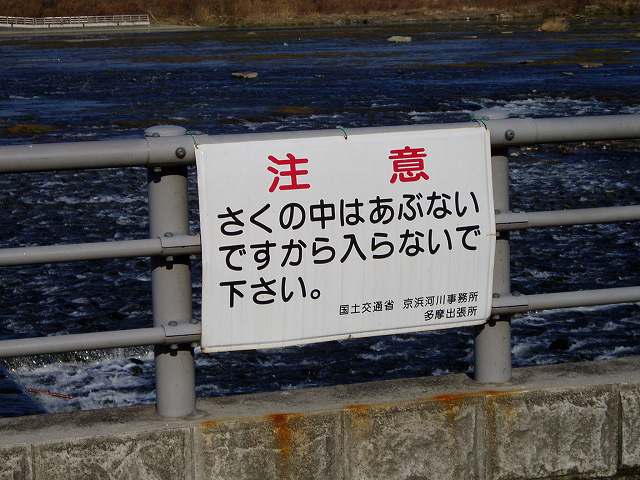 注意
さくの中はあぶない
ですから入らないで
下さい。
国土交通省 京浜河川事務所
多摩出張所